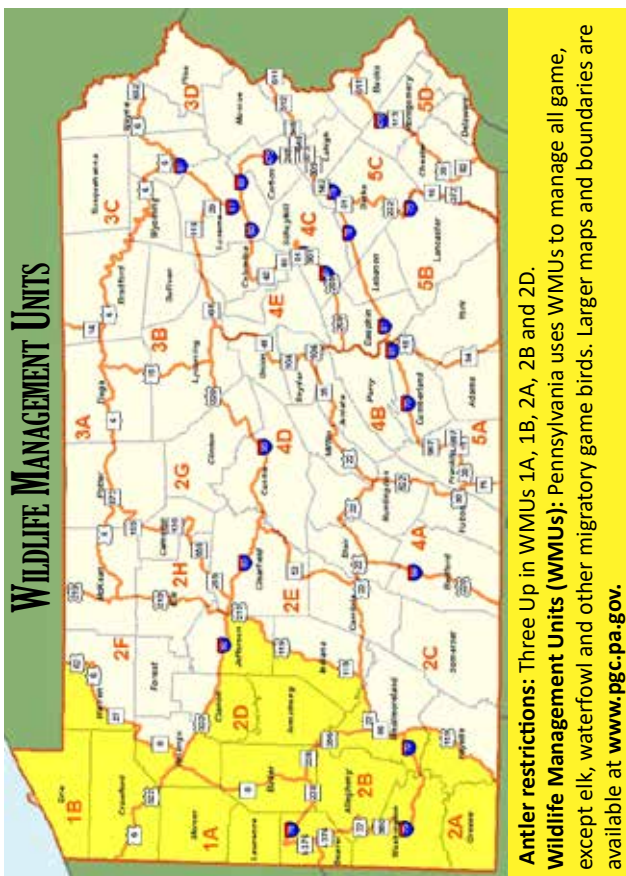 WILDLIFE MANAGEMENT UNITS
1B
1A
2A
2B
2D
2F
2H
2G
2E
2C
3A
3B
3C
3D
4A
4B
4C
4D
4E
5A
5B
5C
5D
Erie
Crawford
Mercer
Lawrence
Butler
Beaver
Allegheny
Washington
Greene
Fayette
Westmoreland
Armstrong
Indiana
Jefferson
Clarion
Venango
Forest
Warren
McKean
Elk
Cameron
Potter
Clinton
Clearfield
Centre
Cambria
Blair
Somerset
Bedford
Fulton
Franklin
Huntingdon
Mifflin
Juniata
Perry
Cumberland
Adams
York
Dauphin
Lebanon
Lancaster
Chester
Delaware
Montgomery
Bucks
Berks
Lehigh
Schuylkill
Carbon
Monroe
Pike
Wayne
Susquehanna
Wyoming
Luzerne
Columbia
Sullivan
Bradford
Tioga
Lycoming
Union
Snyder
Antler restrictions: Three Up in WMUs 1A, 1B, 2A, 2B and 2D.
Wildlife Management Units (WMUs): Pennsylvania uses WMUs to manage all game,
except elk, waterfowl and other migratory game birds. Larger maps and boundaries are
available at www.pgc.pa.gov.